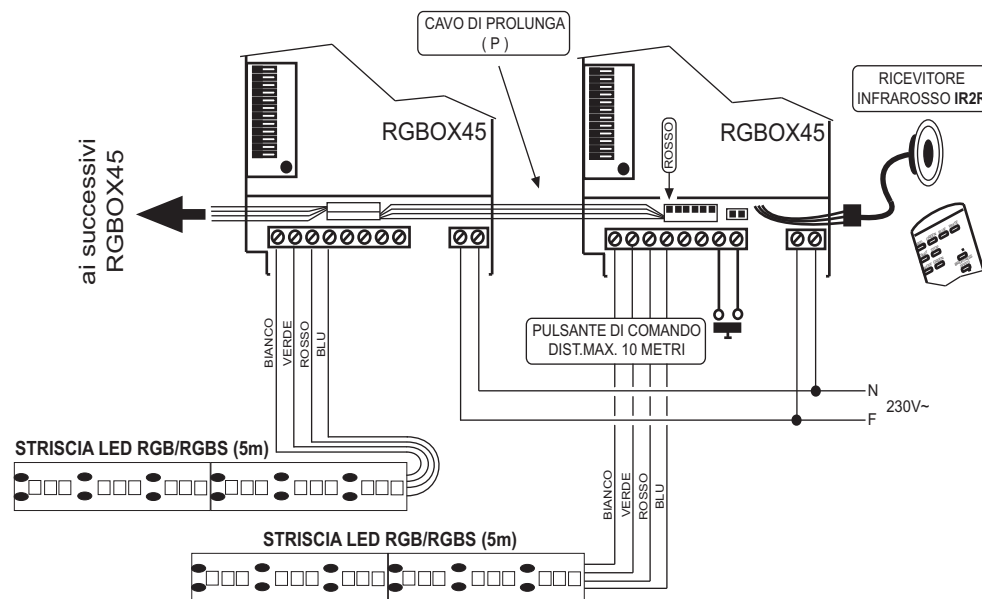 CAVO DI PROLUNGA
( P )
RICEVITORE
INFRAROSSO IR2R
RGBOX45
RGBOX45
ROSSO
ai successivi
RGBOX45
PULSANTE DI COMANDO
DIST.MAX. 10 METRI
BIANCO
VERDE
ROSSO
BLU
N
230V~
F
STRISCIA LED RGB/RGBS (5m)
BIANCO
VERDE
ROSSO
BLU
STRISCIA LED RGB/RGBS (5m)